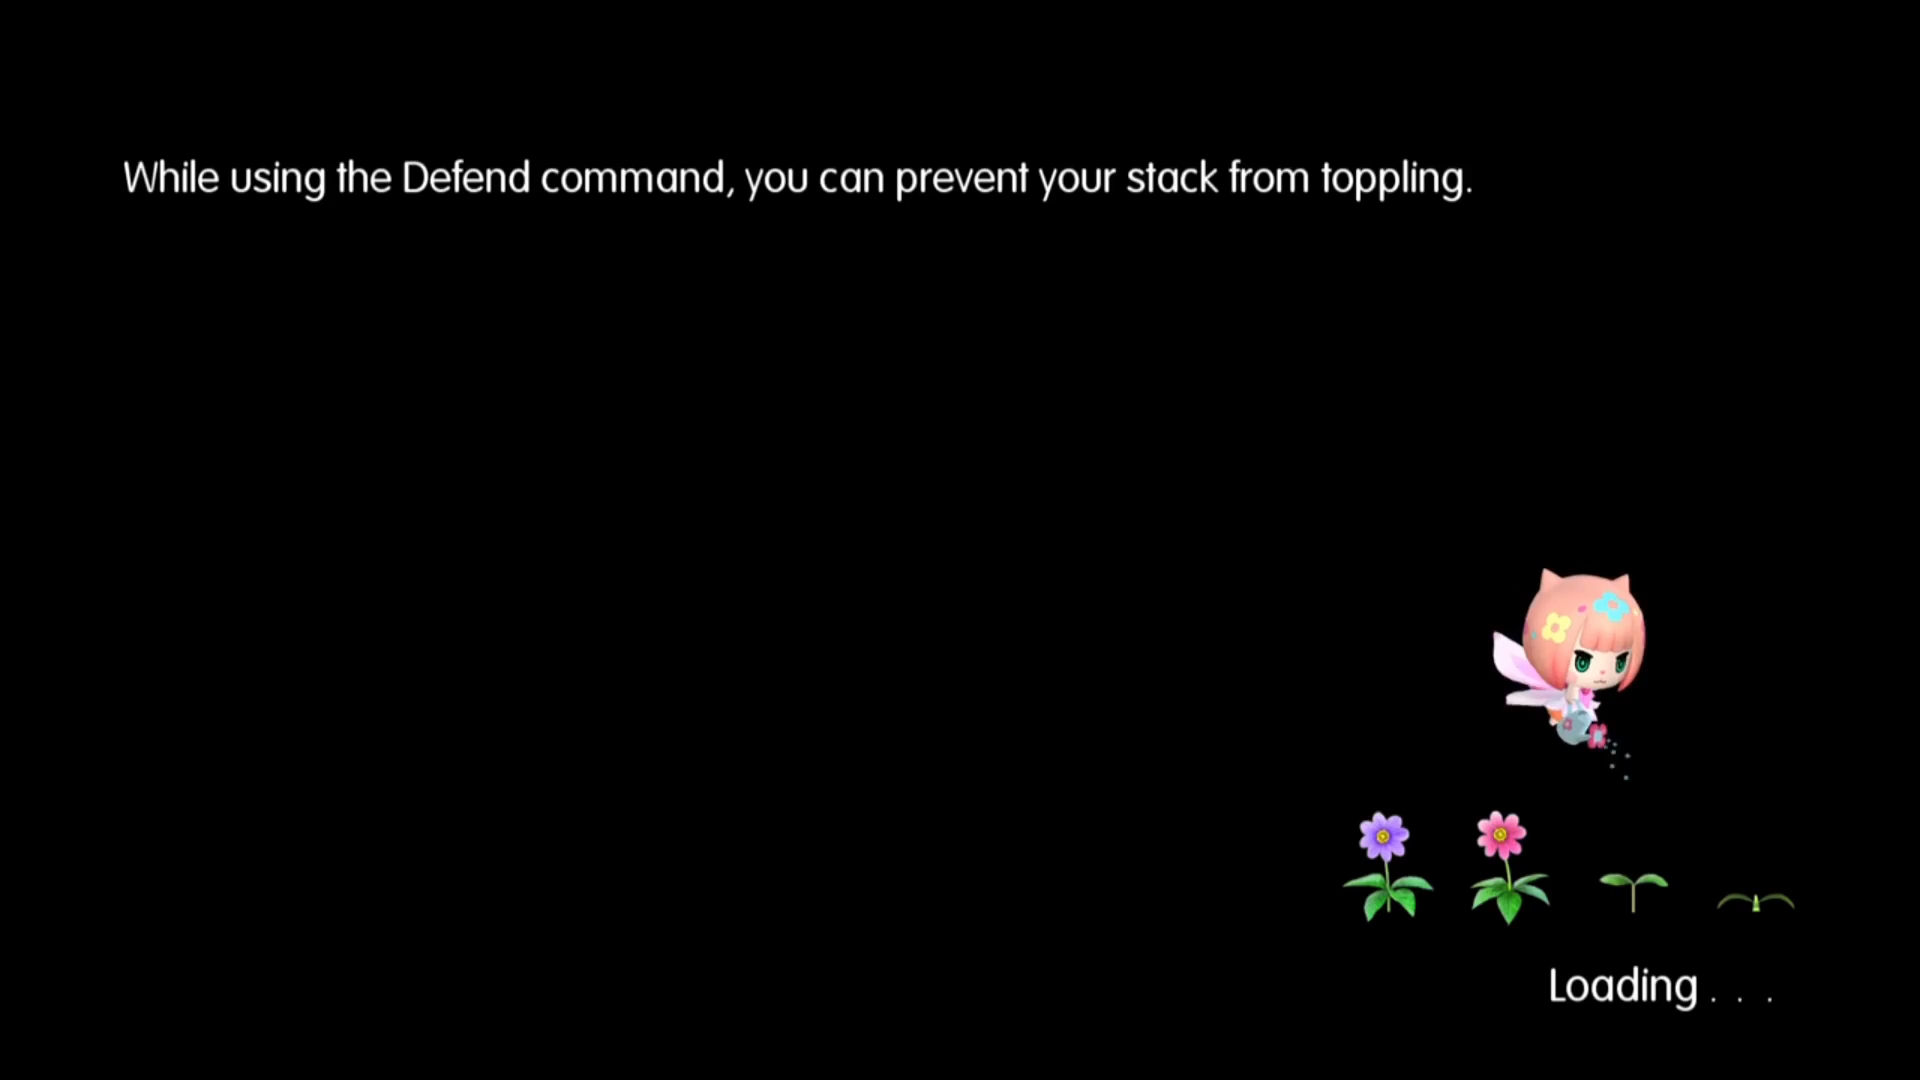 While using the Defend command, you can prevent your stack from toppling.
Loading . . .